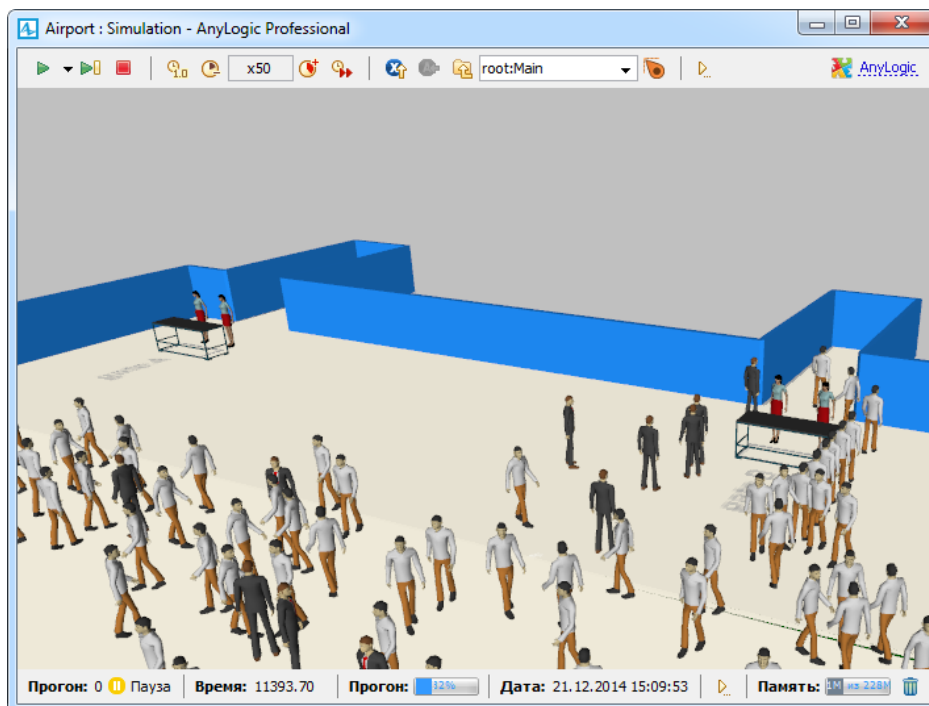 Airport : Simulation - AnyLogic Professional
x50 root:Main AnyLogic
Прогон: 0 Пауза Время: 11393.70 Прогон: 32% Дата: 21.12.2014 15:09:53 Память: 1M из 228M